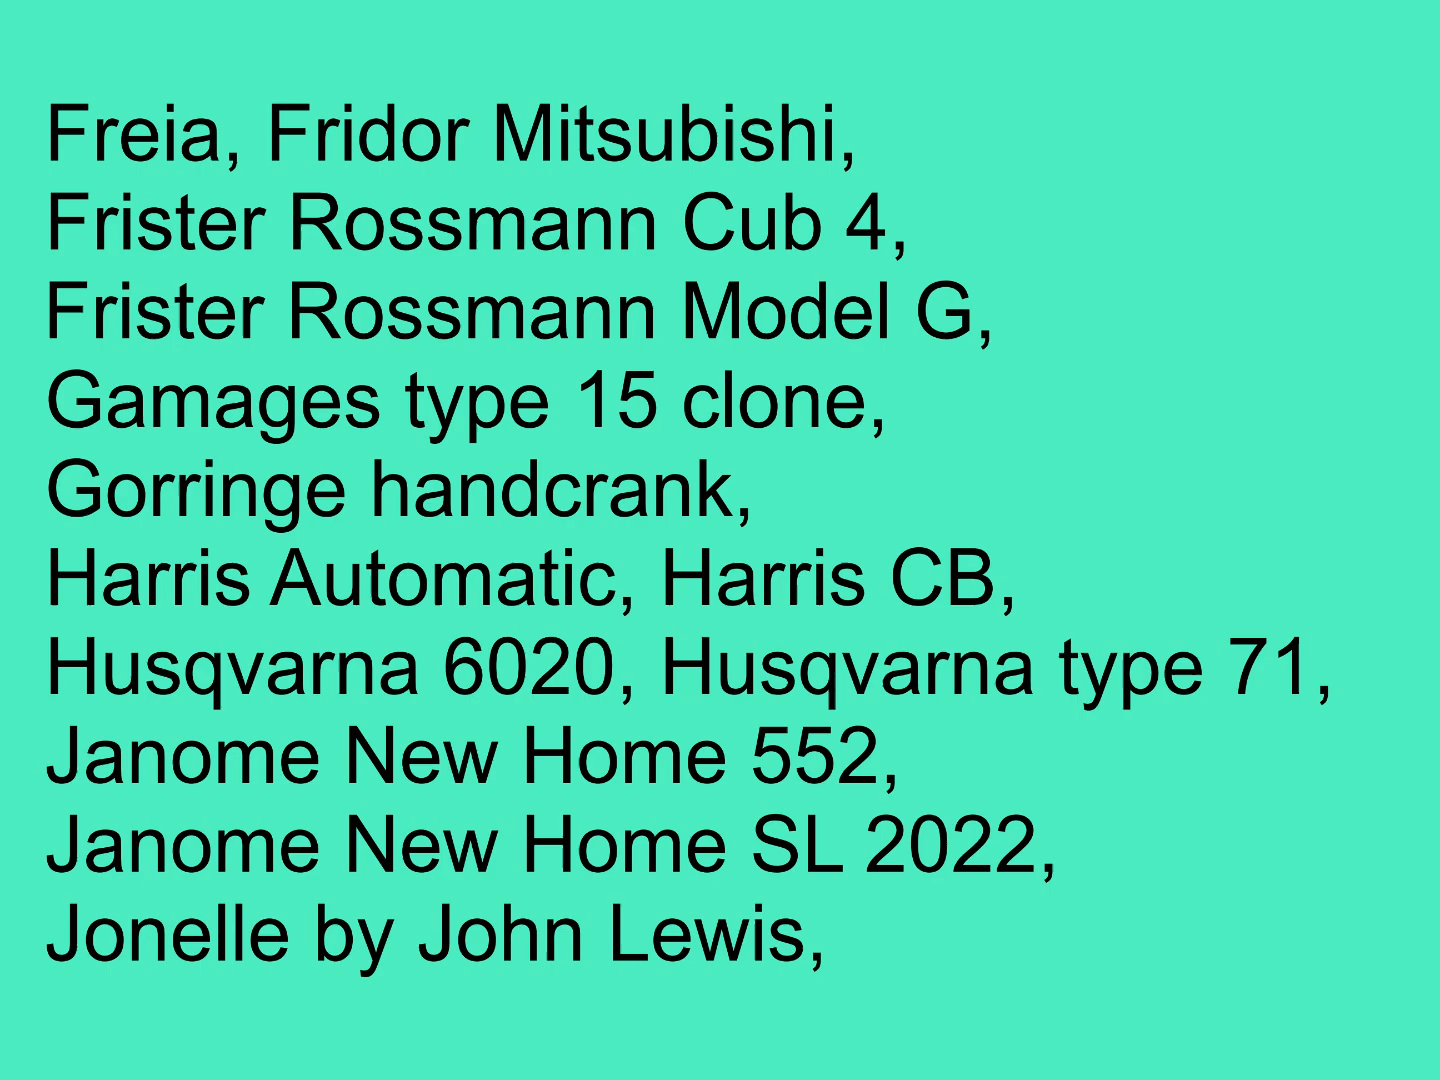 Freia, Fridor Mitsubishi,
Frister Rossmann Cub 4,
Frister Rossmann Model G,
Gamages type 15 clone,
Gorringe handcrank,
Harris Automatic, Harris CB,
Husqvarna 6020, Husqvarna type 71,
Janome New Home 552,
Janome New Home SL 2022,
Jonelle by John Lewis,